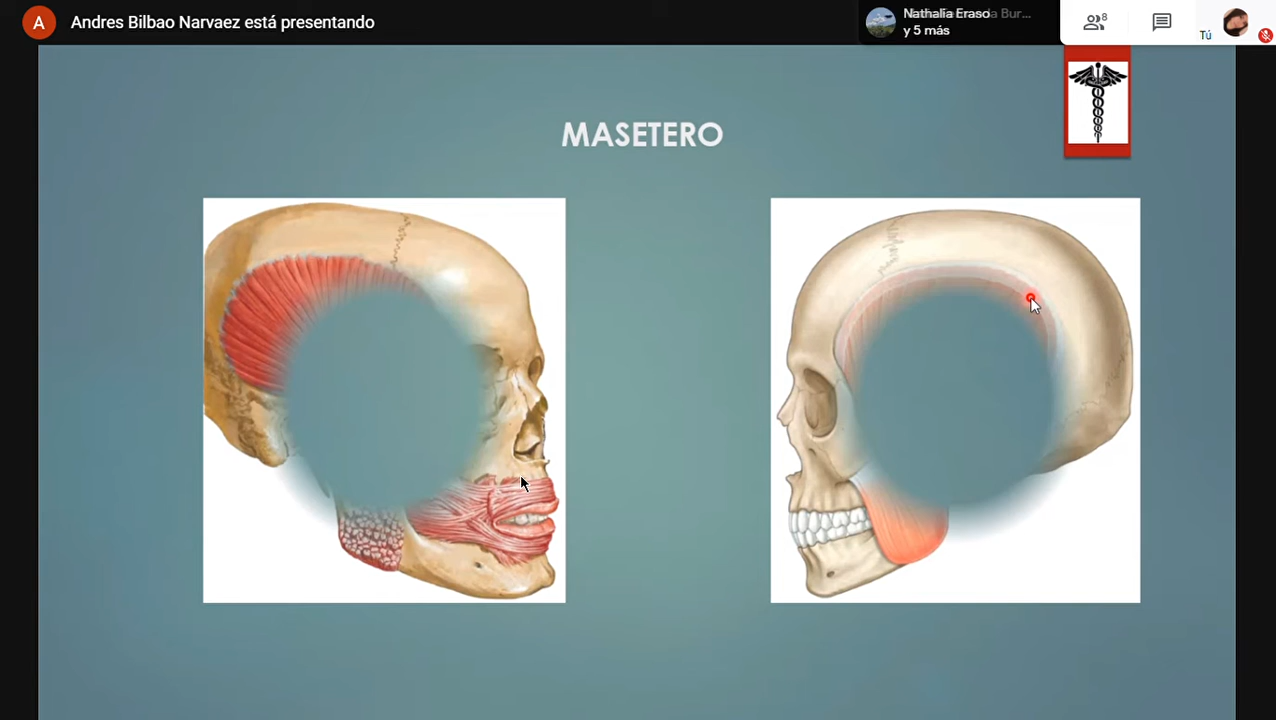 A
Andres Bilbao Narvaez está presentando
Nathalia Eraso
y 5 más
8
Tú
MASETERO